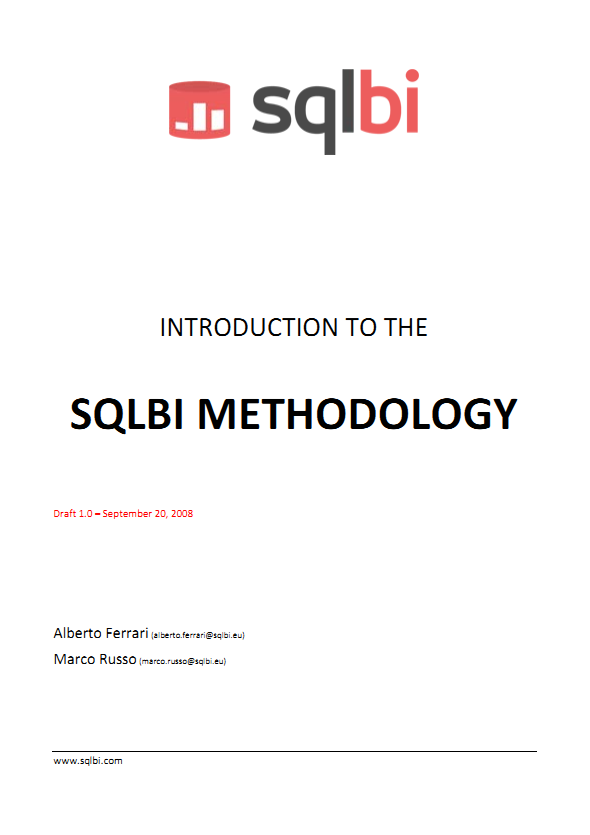 sqlbi
INTRODUCTION TO THE
SQLBI METHODOLOGY
Draft 1.0 – September 20, 2008
Alberto Ferrari (alberto.ferrari@sqlbi.eu)
Marco Russo (marco.russo@sqlbi.eu)
www.sqlbi.com